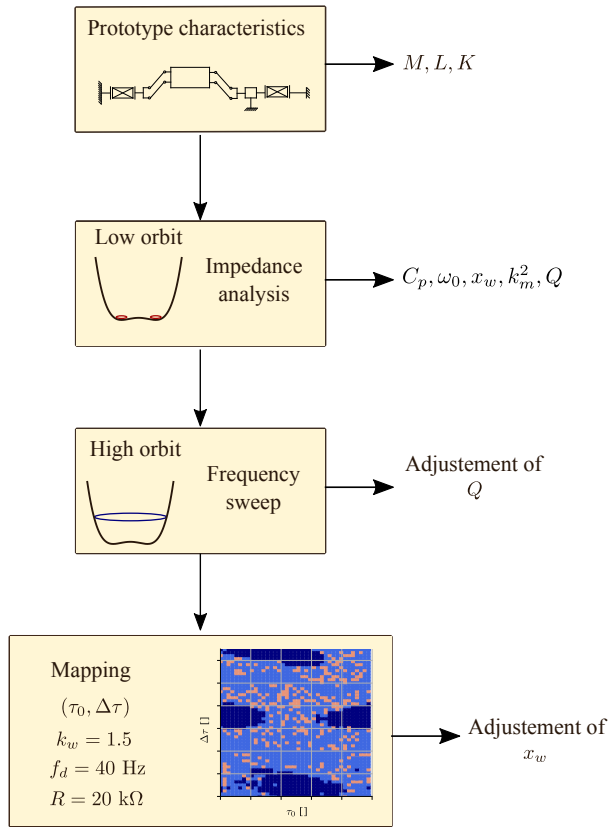 Prototype characteristics
M, L, K
Low orbit
Impedance
analysis
C_p, ω_0, x_w, k_m^2, Q
High orbit
Frequency
sweep
Adjustement of
Q
Mapping
(τ_0, Δτ)
k_w = 1.5
f_d = 40 Hz
R = 20 kΩ
Δτ []
τ_0 []
Adjustement of
x_w